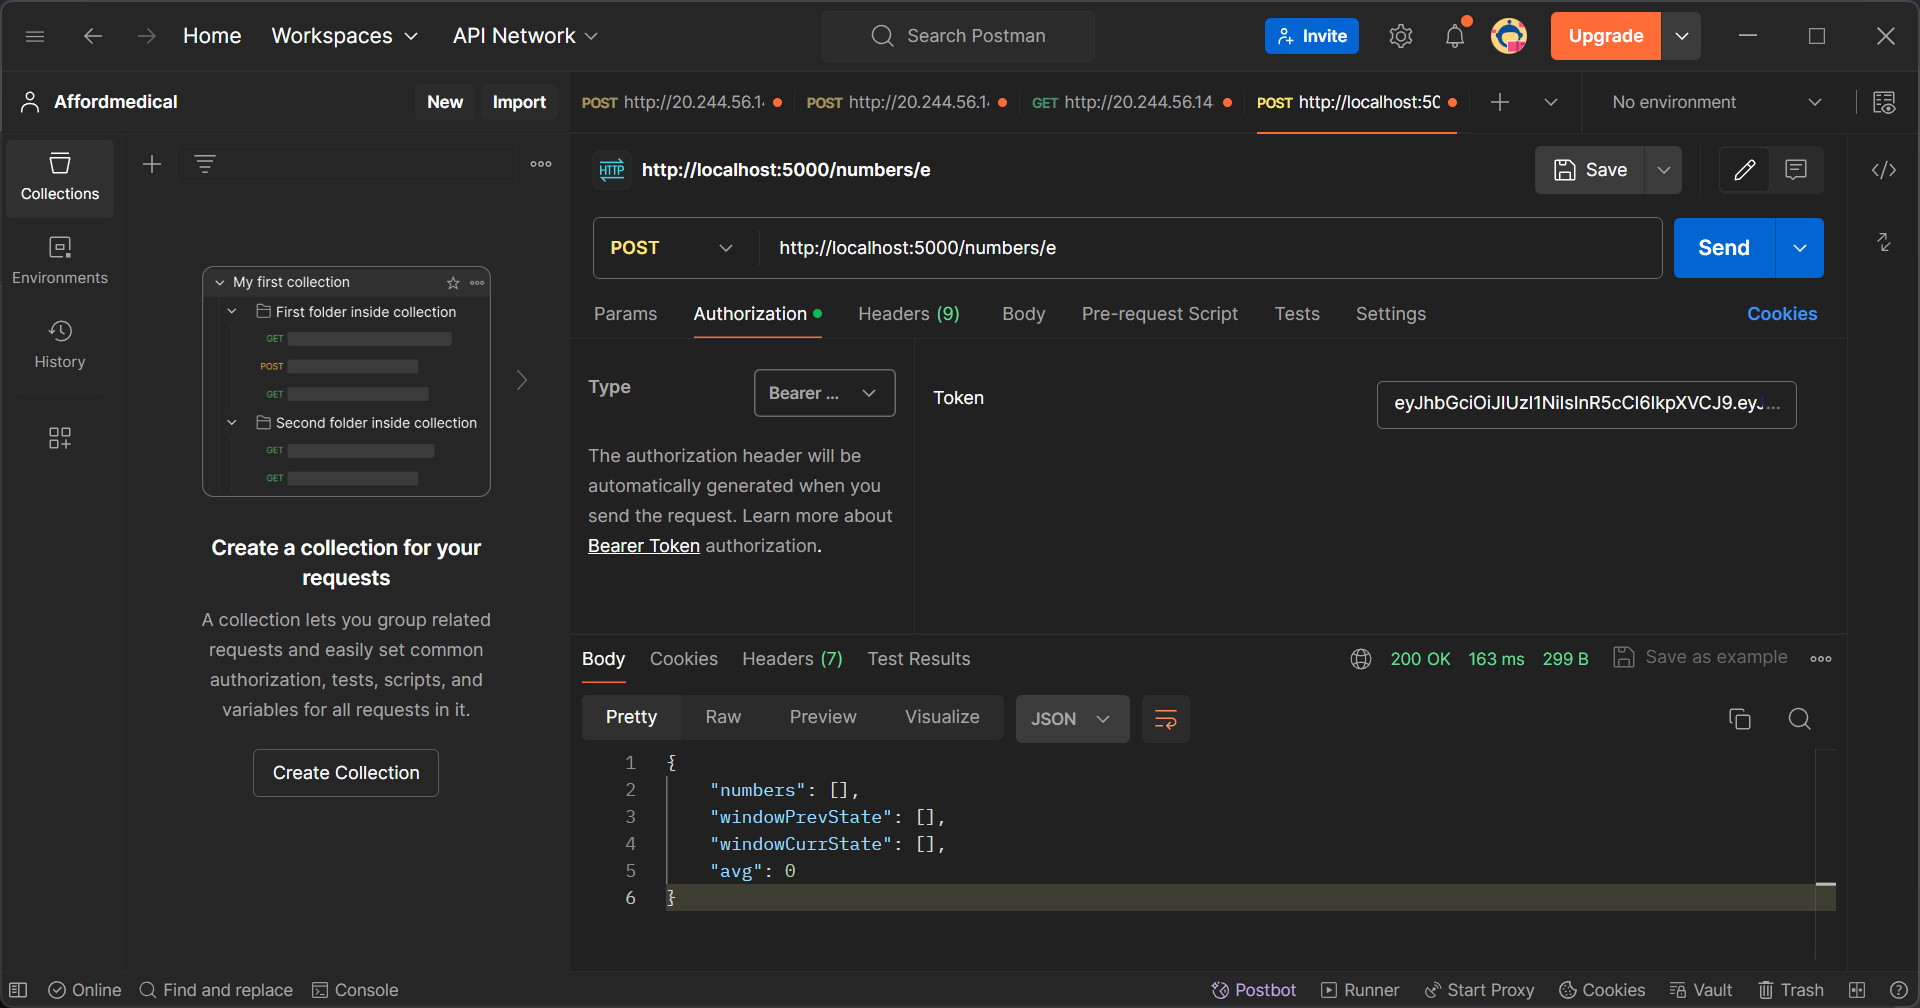 Home Workspaces API Network Search Postman Invite Upgrade
Affordmedical New Import POST http://20.244.56.14 POST http://20.244.56.14 GET http://20.244.56.14 POST http://localhost:50 No environment
Collections
Environments
History
My first collection
First folder inside collection
GET
POST
GET
Second folder inside collection
GET
GET
Create a collection for your
requests
A collection lets you group related
requests and easily set common
authorization, tests, scripts, and
variables for all requests in it.
Create Collection
HTTP http://localhost:5000/numbers/e Save
POST http://localhost:5000/numbers/e Send
Params Authorization Headers (9) Body Pre-request Script Tests Settings Cookies
Type Bearer ... Token eyJhbGciOiJIUzI1NiIsInR5cCI6IkpXVCJ9.eyJ...
The authorization header will be
automatically generated when you
send the request. Learn more about
Bearer Token authorization.
Body Cookies Headers (7) Test Results 200 OK 163 ms 299 B Save as example
Pretty Raw Preview Visualize JSON
1 {
2 "numbers": [],
3 "windowPrevState": [],
4 "windowCurrState": [],
5 "avg": 0
6 }
Online Find and replace Console Postbot Runner Start Proxy Cookies Vault Trash